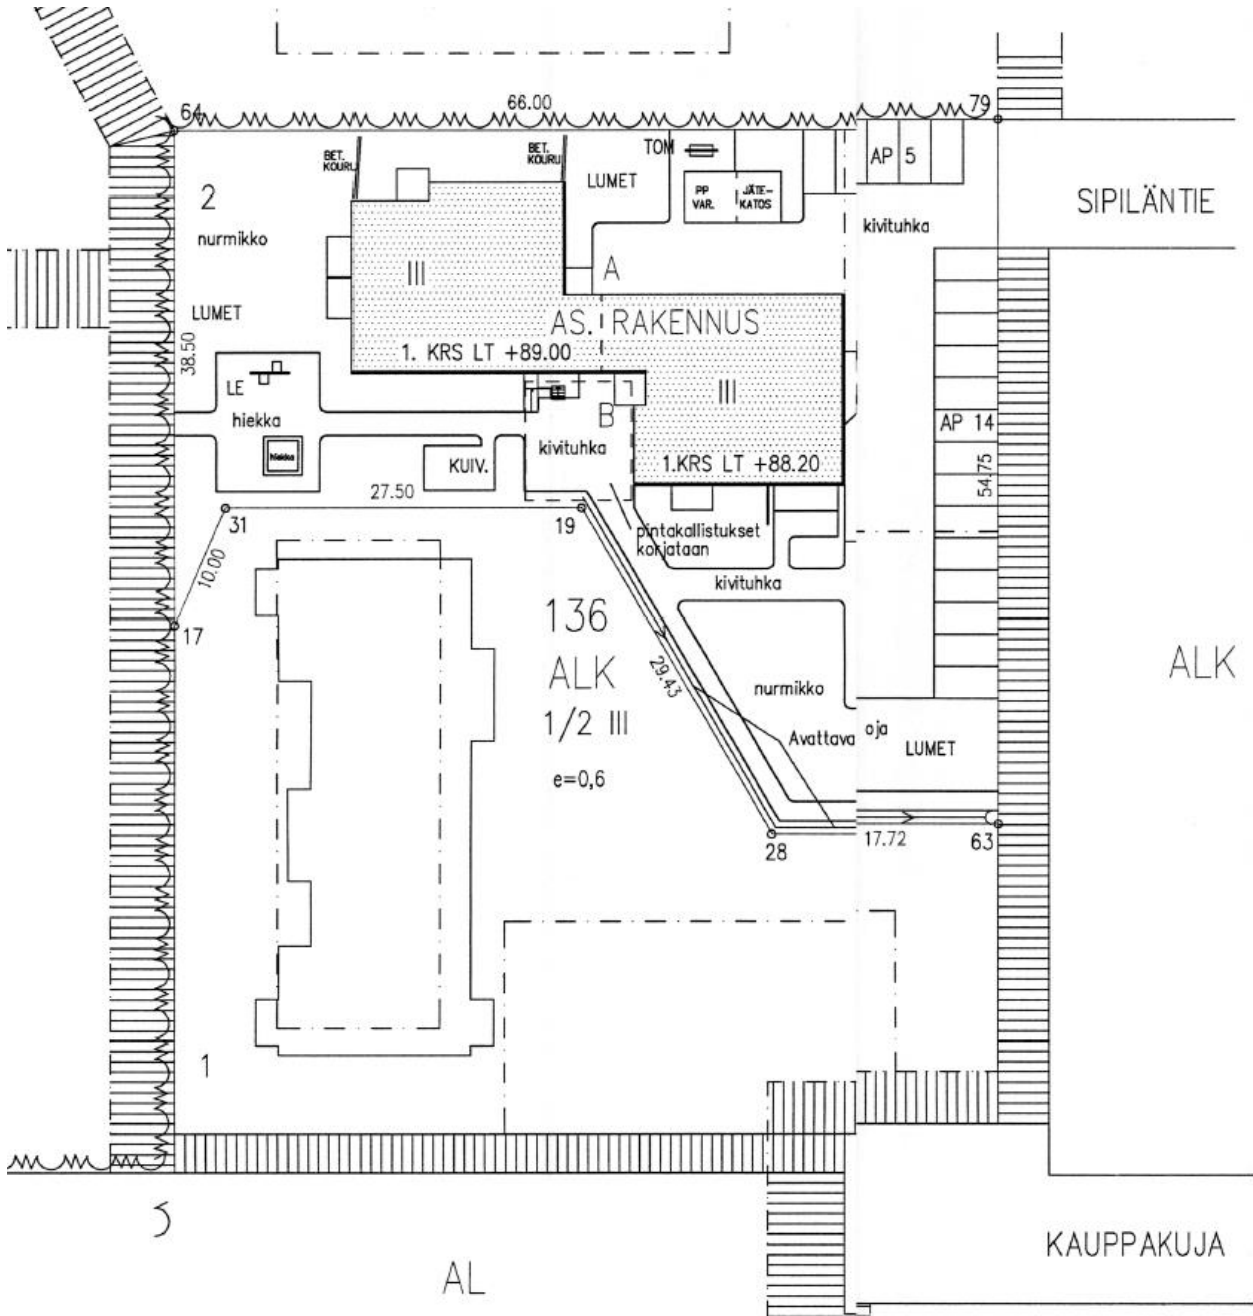 64
66.00
79
BET.
KOURU
BET.
KOURU
TOM
AP 5
2
LUMET
PP
VAR.
JÄTE-
KATOS
SIPILÄNTIE
nurmikko
kivituhka
III
A
LUMET
AS. RAKENNUS
38.50
1. KRS LT +89.00
LE
III
hiekka
B
AP 14
kivituhka
hiekka
KUIV.
1.KRS LT +88.20
54.75
27.50
31
19
pintakallistukset
korjataan
10.00
kivituhka
136
17
ALK
ALK
29.43
nurmikko
1/2 III
Avattava oja
LUMET
e=0,6
28
17.72
63
1
KAUPPAKUJA
AL